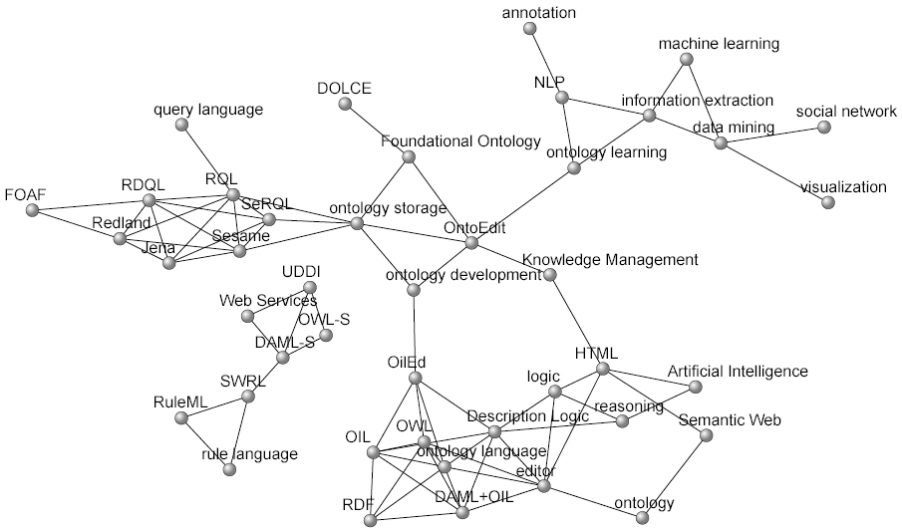 annotation
machine learning
NLP
DOLCE
information extraction
query language
social network
data mining
Foundational Ontology
ontology learning
RDQL
RQL
visualization
FOAF
SeRQL
ontology storage
Redland
OntoEdit
Sesame
Jena
Knowledge Management
UDDI
ontology development
Web Services
OWL-S
DAML-S
HTML
OilEd
Artificial Intelligence
SWRL
logic
RuleML
reasoning
Description Logic
Semantic Web
OWL
OIL
rule language
ontology language
editor
DAML+OIL
RDF
ontology